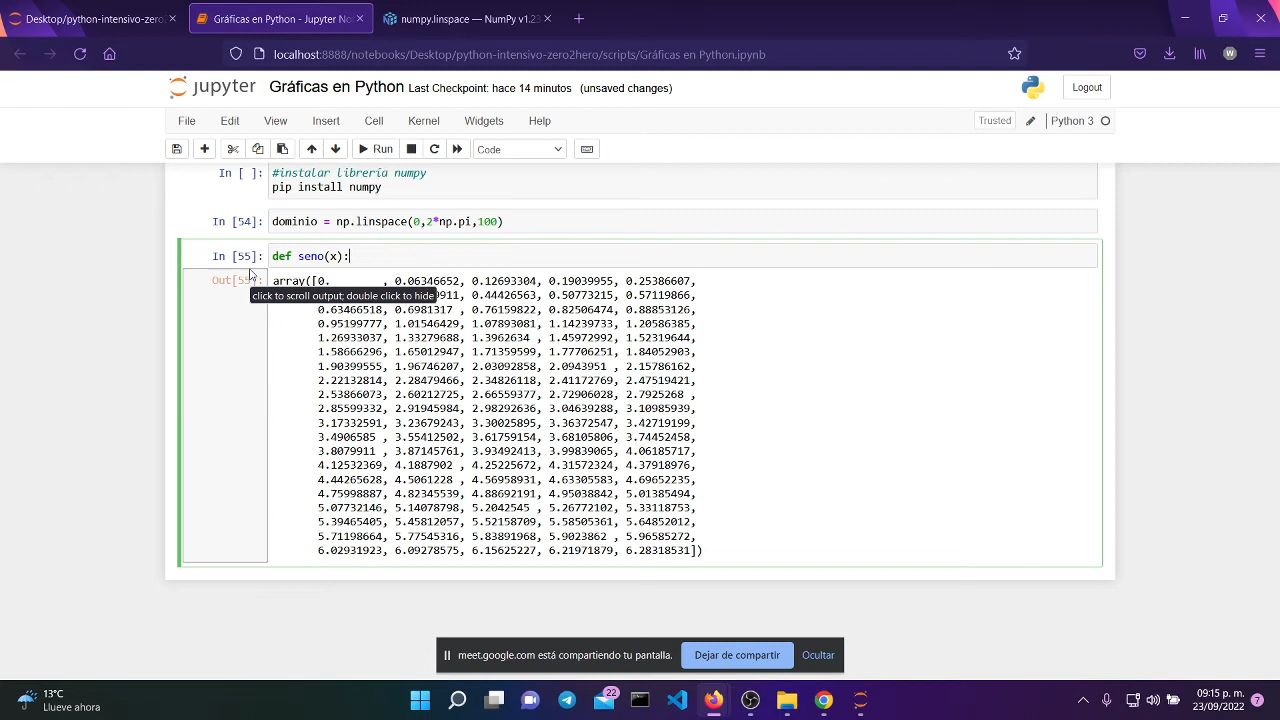 Desktop/python-intensivo-zero
Gráficas en Python - Jupyter No
numpy.linspace — NumPy v1.23
localhost:8888/notebooks/Desktop/python-intensivo-zero2hero/scripts/Gráficas en Python.ipynb
W
jupyter Gráficas en Python Last Checkpoint: hace 14 minutos (unsaved changes)
Logout
File Edit View Insert Cell Kernel Widgets Help
Trusted
Python 3
Run
Code
In [ ]: #instalar librería numpy
pip install numpy
In [54]: dominio = np.linspace(0,2*np.pi,100)
In [55]: def seno(x):
Out[55]: array([0. , 0.06346652, 0.12693304, 0.19039955, 0.25386607,
click to scroll output; double click to hide 911, 0.44426563, 0.50773215, 0.57119866,
0.63466518, 0.6981317 , 0.76159822, 0.82506474, 0.88853126,
0.95199777, 1.01546429, 1.07893081, 1.14239733, 1.20586385,
1.26933037, 1.33279688, 1.3962634 , 1.45972992, 1.52319644,
1.58666296, 1.65012947, 1.71359599, 1.77706251, 1.84052903,
1.90399555, 1.96746207, 2.03092858, 2.0943951 , 2.15786162,
2.22132814, 2.28479466, 2.34826118, 2.41172769, 2.47519421,
2.53866073, 2.60212725, 2.66559377, 2.72906028, 2.7925268 ,
2.85599332, 2.91945984, 2.98292636, 3.04639288, 3.10985939,
3.17332591, 3.23679243, 3.30025895, 3.36372547, 3.42719199,
3.4906585 , 3.55412502, 3.61759154, 3.68105806, 3.74452458,
3.8079911 , 3.87145761, 3.93492413, 3.99839065, 4.06185717,
4.12532369, 4.1887902 , 4.25225672, 4.31572324, 4.37918976,
4.44265628, 4.5061228 , 4.56958931, 4.63305583, 4.69652235,
4.75998887, 4.82345539, 4.88692191, 4.95038842, 5.01385494,
5.07732146, 5.14078798, 5.2042545 , 5.26772102, 5.33118753,
5.39465405, 5.45812057, 5.52158709, 5.58505361, 5.64852012,
5.71198664, 5.77545316, 5.83891968, 5.9023862 , 5.96585272,
6.02931923, 6.09278575, 6.15625227, 6.21971879, 6.28318531])
meet.google.com está compartiendo tu pantalla. Dejar de compartir Ocultar
13°C
Llueve ahora
22
09:15 p. m.
23/09/2022